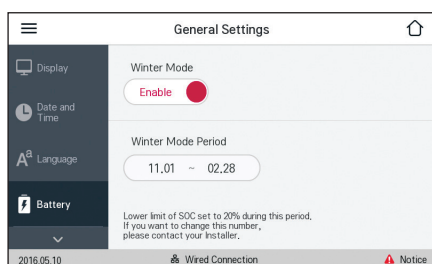 General Settings
Display
Date and
Time
Aa Language
Battery
Winter Mode
Enable
Winter Mode Period
11.01 ~ 02.28
Lower limit of SOC set to 20% during this period.
If you want to change this number,
please contact your Installer.
2016.05.10
Wired Connection
Notice